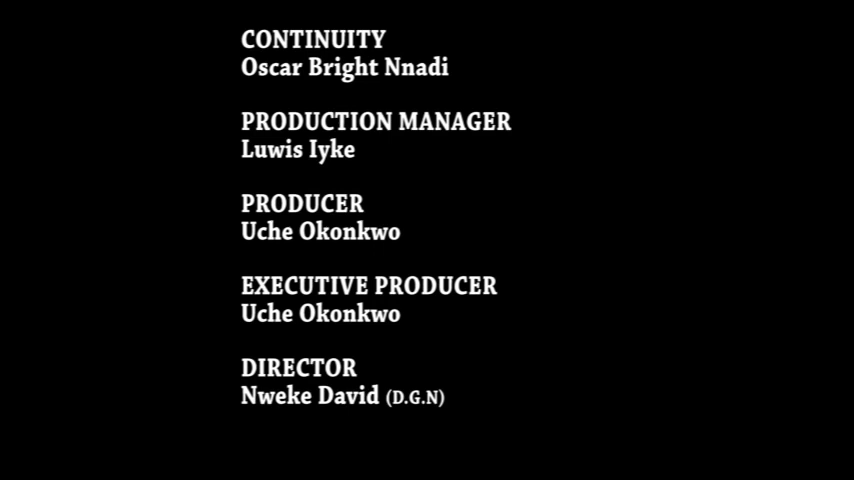 CONTINUITY
Oscar Bright Nnadi
PRODUCTION MANAGER
Luwis Iyke
PRODUCER
Uche Okonkwo
EXECUTIVE PRODUCER
Uche Okonkwo
DIRECTOR
Nweke David (D.G.N)